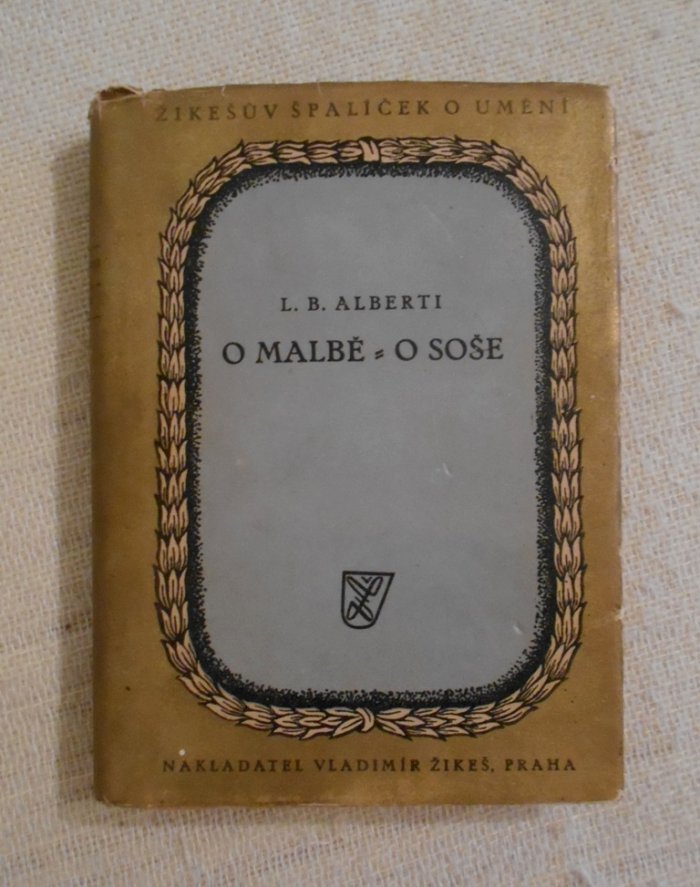 ŽIKEŠŮV ŠPALÍČEK O UMĚNÍ
L. B. ALBERTI
O MALBĚ = O SOŠE
NAKLADATEL VLADIMÍR ŽIKEŠ, PRAHA